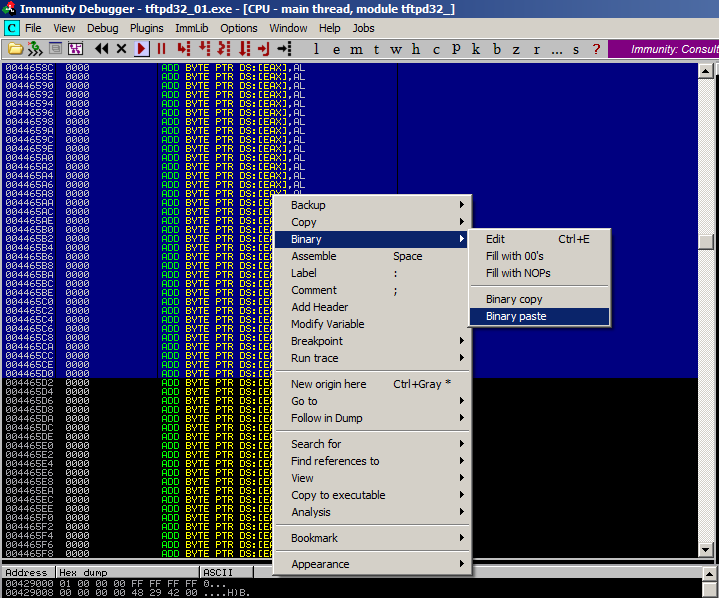 Immunity Debugger - tftpd32_01.exe - [CPU - main thread, module tftpd32_]
C File View Debug Plugins ImmLib Options Window Help Jobs
l e m t w h c p k b z r ... s ? Immunity: Consult
0044658C 0000 ADD BYTE PTR DS:[EAX],AL
0044658E 0000 ADD BYTE PTR DS:[EAX],AL
00446590 0000 ADD BYTE PTR DS:[EAX],AL
00446592 0000 ADD BYTE PTR DS:[EAX],AL
00446594 0000 ADD BYTE PTR DS:[EAX],AL
00446596 0000 ADD BYTE PTR DS:[EAX],AL
00446598 0000 ADD BYTE PTR DS:[EAX],AL
0044659A 0000 ADD BYTE PTR DS:[EAX],AL
0044659C 0000 ADD BYTE PTR DS:[EAX],AL
0044659E 0000 ADD BYTE PTR DS:[EAX],AL
004465A0 0000 ADD BYTE PTR DS:[EAX],AL
004465A2 0000 ADD BYTE PTR DS:[EAX],AL
004465A4 0000 ADD BYTE PTR DS:[EAX],AL
004465A6 0000 ADD BYTE PTR DS:[EAX],AL
004465A8 0000 ADD BYTE PTR DS:[EAX],AL
004465AA 0000 ADD BYTE PTR DS:[EA
004465AC 0000 ADD BYTE PTR DS:[EA
004465AE 0000 ADD BYTE PTR DS:[EA
004465B0 0000 ADD BYTE PTR DS:[EA
004465B2 0000 ADD BYTE PTR DS:[EA
004465B4 0000 ADD BYTE PTR DS:[EA
004465B6 0000 ADD BYTE PTR DS:[EA
004465B8 0000 ADD BYTE PTR DS:[EA
004465BA 0000 ADD BYTE PTR DS:[EA
004465BC 0000 ADD BYTE PTR DS:[EA
004465BE 0000 ADD BYTE PTR DS:[EA
004465C0 0000 ADD BYTE PTR DS:[EA
004465C2 0000 ADD BYTE PTR DS:[EA
004465C4 0000 ADD BYTE PTR DS:[EA
004465C6 0000 ADD BYTE PTR DS:[EA
004465C8 0000 ADD BYTE PTR DS:[EA
004465CA 0000 ADD BYTE PTR DS:[EA
004465CC 0000 ADD BYTE PTR DS:[EA
004465CE 0000 ADD BYTE PTR DS:[EA
004465D0 0000 ADD BYTE PTR DS:[EA
004465D2 0000 ADD BYTE PTR DS:[EA
004465D4 0000 ADD BYTE PTR DS:[EA
004465D6 0000 ADD BYTE PTR DS:[EA
004465D8 0000 ADD BYTE PTR DS:[EA
004465DA 0000 ADD BYTE PTR DS:[EA
004465DC 0000 ADD BYTE PTR DS:[EA
004465DE 0000 ADD BYTE PTR DS:[EA
004465E0 0000 ADD BYTE PTR DS:[EA
004465E2 0000 ADD BYTE PTR DS:[EA
004465E4 0000 ADD BYTE PTR DS:[EA
004465E6 0000 ADD BYTE PTR DS:[EA
004465E8 0000 ADD BYTE PTR DS:[EA
004465EA 0000 ADD BYTE PTR DS:[EA
004465EC 0000 ADD BYTE PTR DS:[EA
004465EE 0000 ADD BYTE PTR DS:[EA
004465F0 0000 ADD BYTE PTR DS:[EA
004465F2 0000 ADD BYTE PTR DS:[EA
004465F4 0000 ADD BYTE PTR DS:[EA
004465F6 0000 ADD BYTE PTR DS:[EA
004465F8 0000 ADD BYTE PTR DS:[EA
Backup
Copy
Binary
Assemble Space
Label :
Comment ;
Add Header
Modify Variable
Breakpoint
Run trace
New origin here Ctrl+Gray *
Go to
Follow in Dump
Search for
Find references to
View
Copy to executable
Analysis
Bookmark
Appearance
Edit Ctrl+E
Fill with 00's
Fill with NOPs
Binary copy
Binary paste
Address Hex dump ASCII
00429000 01 00 00 00 FF FF FF FF 0...
00429008 00 00 00 00 48 29 42 00 ....H)B.